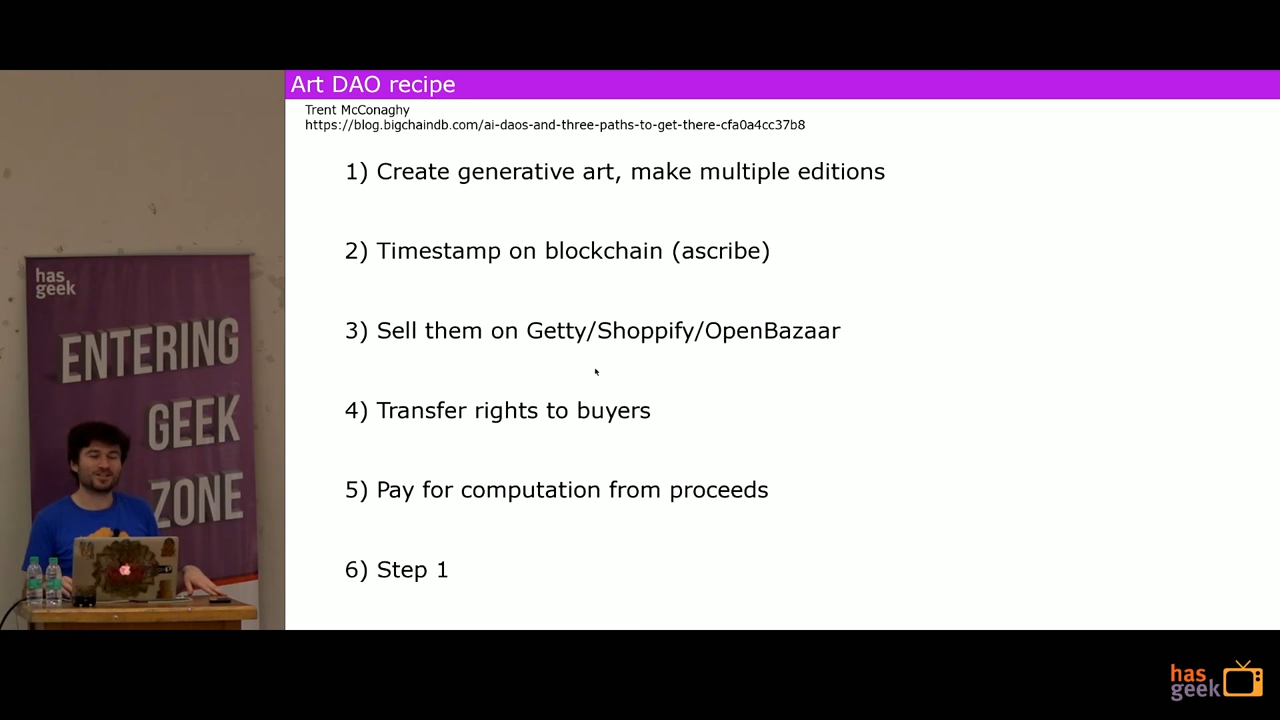 Art DAO recipe
Trent McConaghy
https://blog.bigchaindb.com/ai-daos-and-three-paths-to-get-there-cfa0a4cc37b8
1) Create generative art, make multiple editions
2) Timestamp on blockchain (ascribe)
3) Sell them on Getty/Shoppify/OpenBazaar
4) Transfer rights to buyers
5) Pay for computation from proceeds
6) Step 1
has
geek
ENTERING
GEEK
ZONE
has
geek